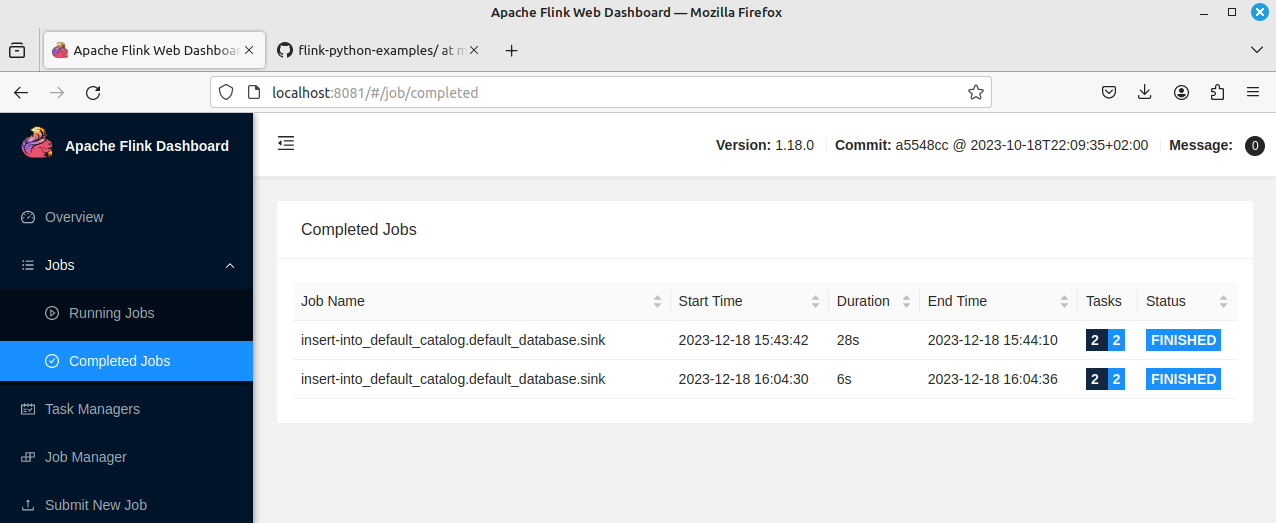 Apache Flink Web Dashboard — Mozilla Firefox
Apache Flink Web Dashboar
flink-python-examples/ at m
localhost:8081/#/job/completed
Apache Flink Dashboard
Version: 1.18.0 Commit: a5548cc @ 2023-10-18T22:09:35+02:00 Message: 0
Overview
Jobs
Running Jobs
Completed Jobs
Task Managers
Job Manager
Submit New Job
Completed Jobs
Job Name Start Time Duration End Time Tasks Status
insert-into_default_catalog.default_database.sink 2023-12-18 15:43:42 28s 2023-12-18 15:44:10 2 2 FINISHED
insert-into_default_catalog.default_database.sink 2023-12-18 16:04:30 6s 2023-12-18 16:04:36 2 2 FINISHED